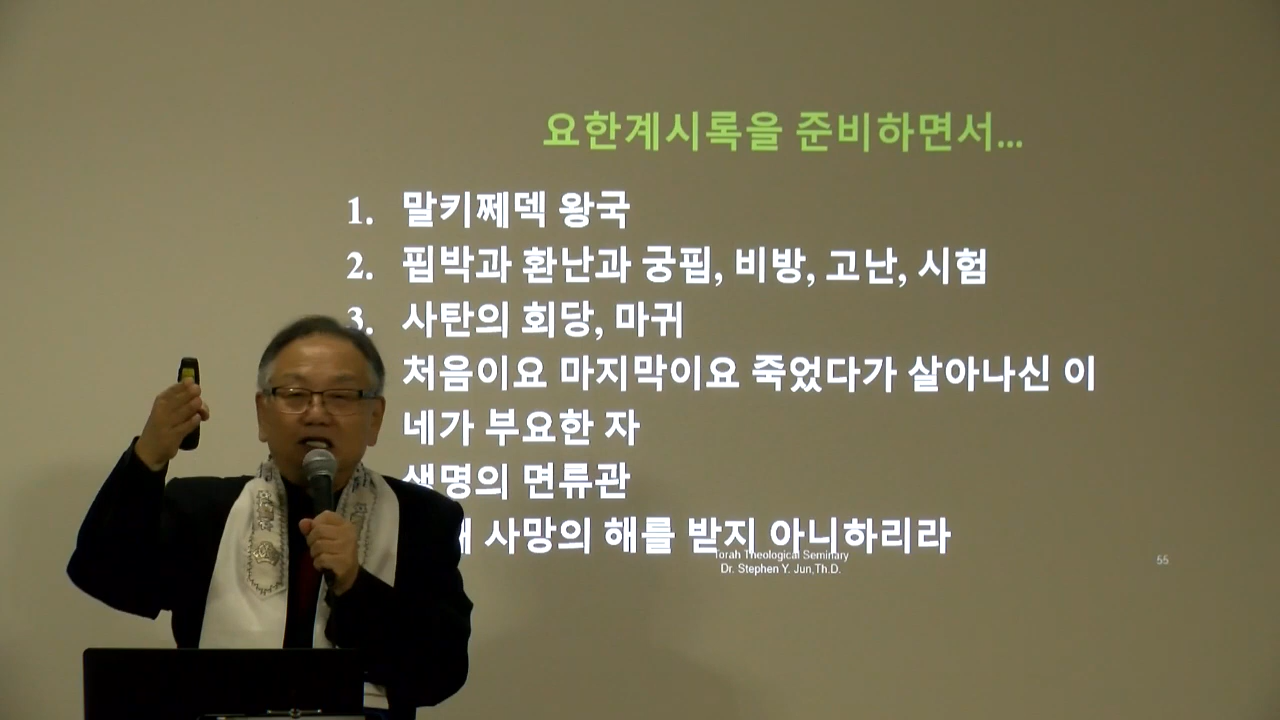 요한계시록을 준비하면서...
1. 말키쩨덱 왕국
2. 핍박과 환난과 궁핍, 비방, 고난, 시험
3. 사탄의 회당, 마귀
처음이요 마지막이요 죽었다가 살아나신 이
네가 부요한 자
생명의 면류관
사망의 해를 받지 아니하리라
Torah Theological Seminary
Dr. Stephen Y. Jun,Th.D.
55